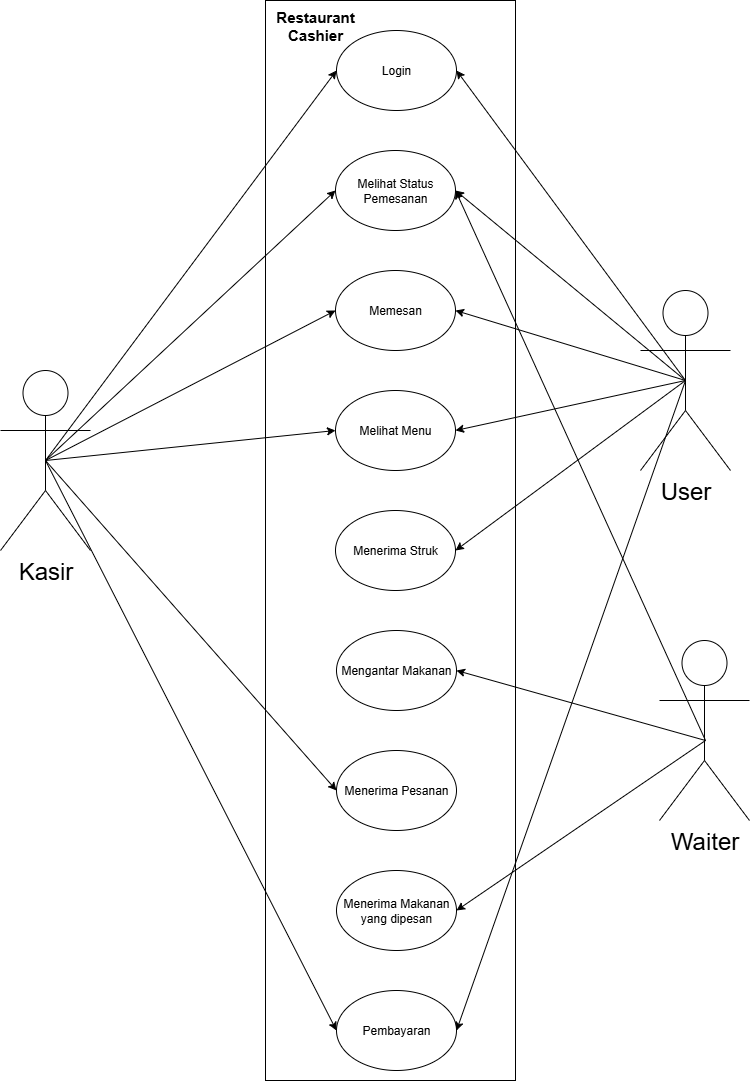 Restaurant
Cashier
Login
Melihat Status
Pemesanan
Memesan
Melihat Menu
Menerima Struk
Mengantar Makanan
Menerima Pesanan
Menerima Makanan
yang dipesan
Pembayaran
Kasir
User
Waiter